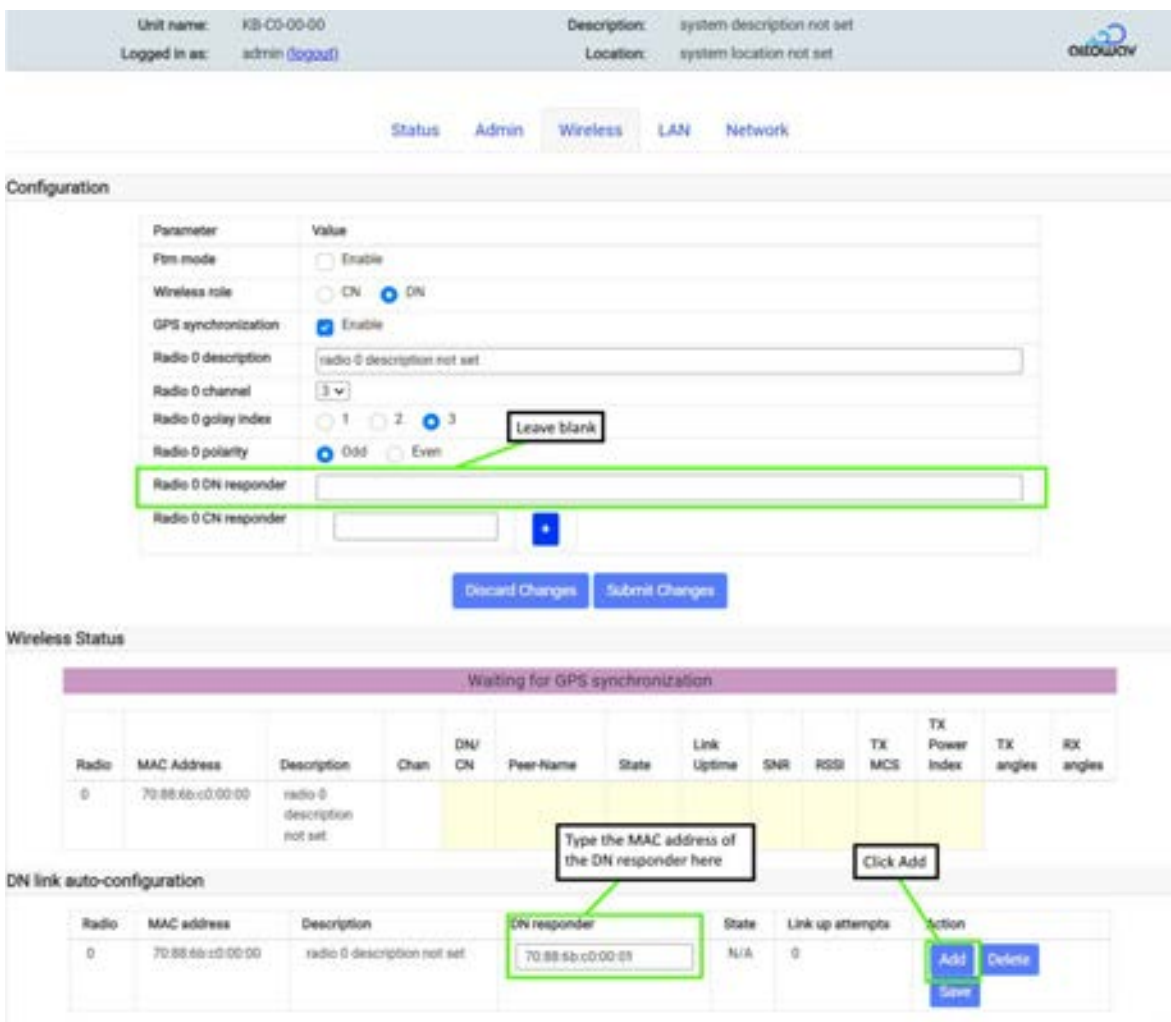 Unit name: KB-C0-00-00 Description: system description not set
Logged in as: admin (logout) Location: system location not set
Status Admin Wireless LAN Network
Configuration
Parameter Value
Ftm mode Enable
Wireless role CN DN
GPS synchronization Enable
Radio 0 description radio 0 description not set
Radio 0 channel 3
Radio 0 golay index 1 2 3
Leave blank
Radio 0 polarity Odd Even
Radio 0 DN responder
Radio 0 CN responder +
Discard Changes Submit Changes
Wireless Status
Waiting for GPS synchronization
Radio MAC Address Description Chan DN/CN Peer-Name State Link Uptime SNR RSSI TX MCS TX Power Index TX angles RX angles
0 70:88:6b:c0:00:00 radio 0 description not set
Type the MAC address of
the DN responder here
Click Add
DN link auto-configuration
Radio MAC address Description DN responder State Link up attempts Action
0 70:88:6b:c0:00:00 radio 0 description not set 70:88:6b:c0:00:01 N/A 0 Add Delete
Save